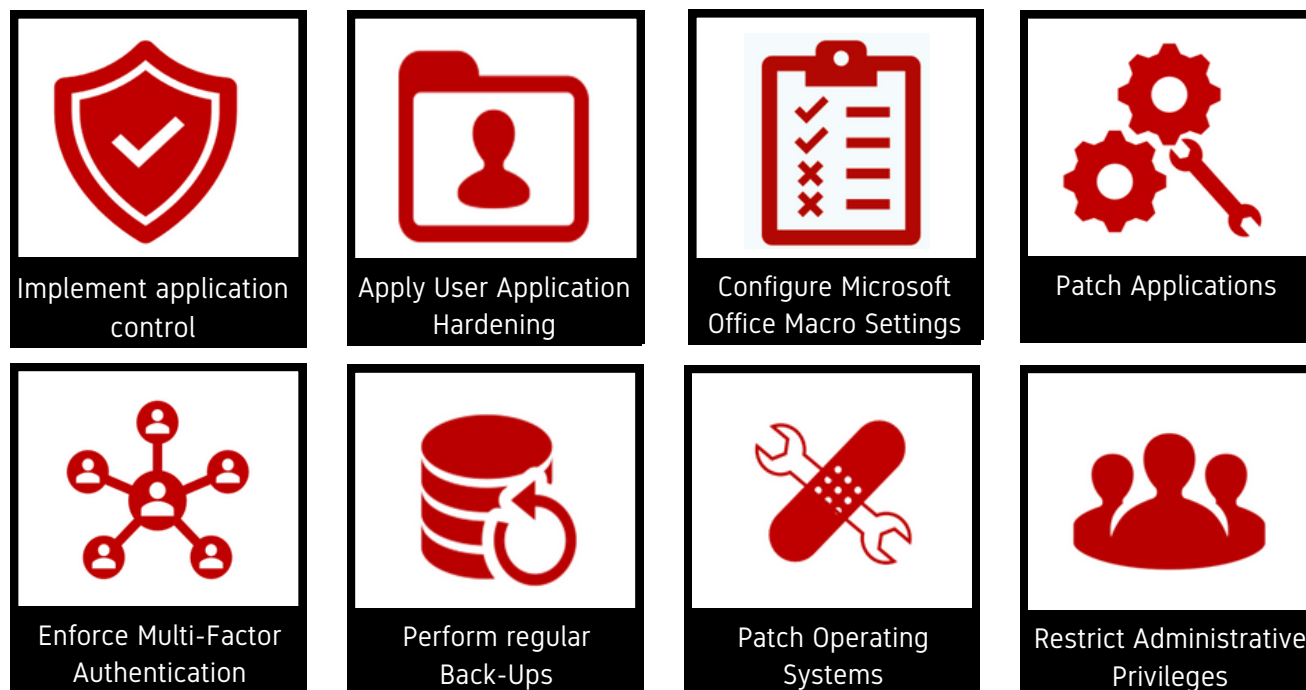 Implement application
control
Apply User Application
Hardening
Configure Microsoft
Office Macro Settings
Patch Applications
Enforce Multi-Factor
Authentication
Perform regular
Back-Ups
Patch Operating
Systems
Restrict Administrative
Privileges